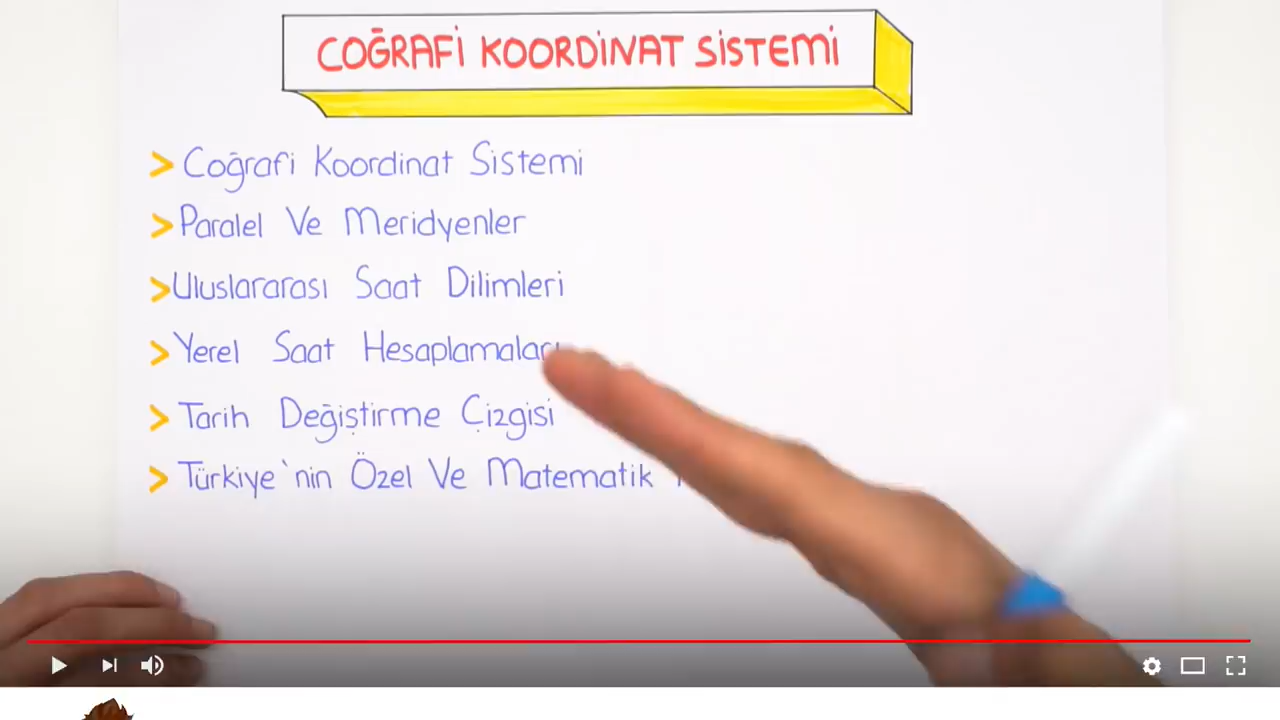 COĞRAFİ KOORDİNAT SİSTEMİ
> Coğrafi Koordinat Sistemi
> Paralel Ve Meridyenler
> Uluslararası Saat Dilimleri
> Yerel Saat Hesaplamaları
> Tarih Değiştirme Çizgisi
> Türkiye'nin Özel Ve Matematik